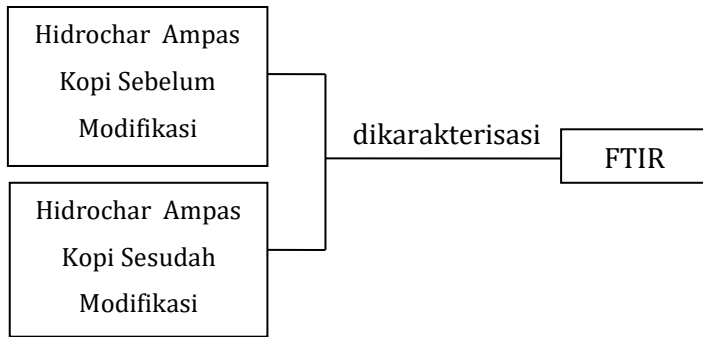 Hidrochar Ampas
Kopi Sebelum
Modifikasi
dikarakterisasi
FTIR
Hidrochar Ampas
Kopi Sesudah
Modifikasi